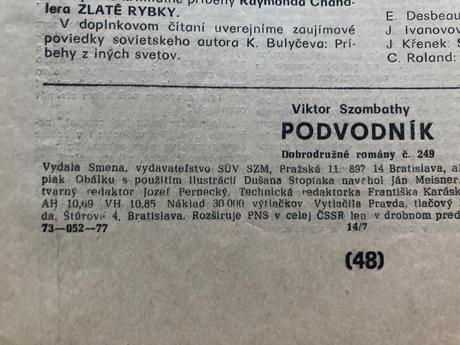 álne príbehy Raymonda Chand-
lera ZLATÉ RYBKY.
V doplnkovom čítaní uverejníme zaujímavé
poviedky sovietskeho autora K. Bulyčeva: Prí-
behy z iných svetov.
E. Desbeau
J. Ivanovov
J Křenek: S
C. Roland:
Viktor Szombathy
PODVODNÍK
Dobrodružné romány č. 249
Vydala Smena, vydavateľstvo SÚV SZM, Pražská 11. 897 14 Bratislava, a
piak Obálku s použitím ilustrácií Dušana Stopiaka navrhol Ján Meisner.
tvarný redaktor Jozef Pernecký. Technická redaktorka Františka Karásk
AH 10,69 VH 10,85 Náklad 30 000 výtlačkov. Vytlačila Pravda, tlačový
da, Štúrova 4, Bratislava. Rozširuje PNS v celej ČSSR len v drobnom pred
73–052–77
14/7
(48)